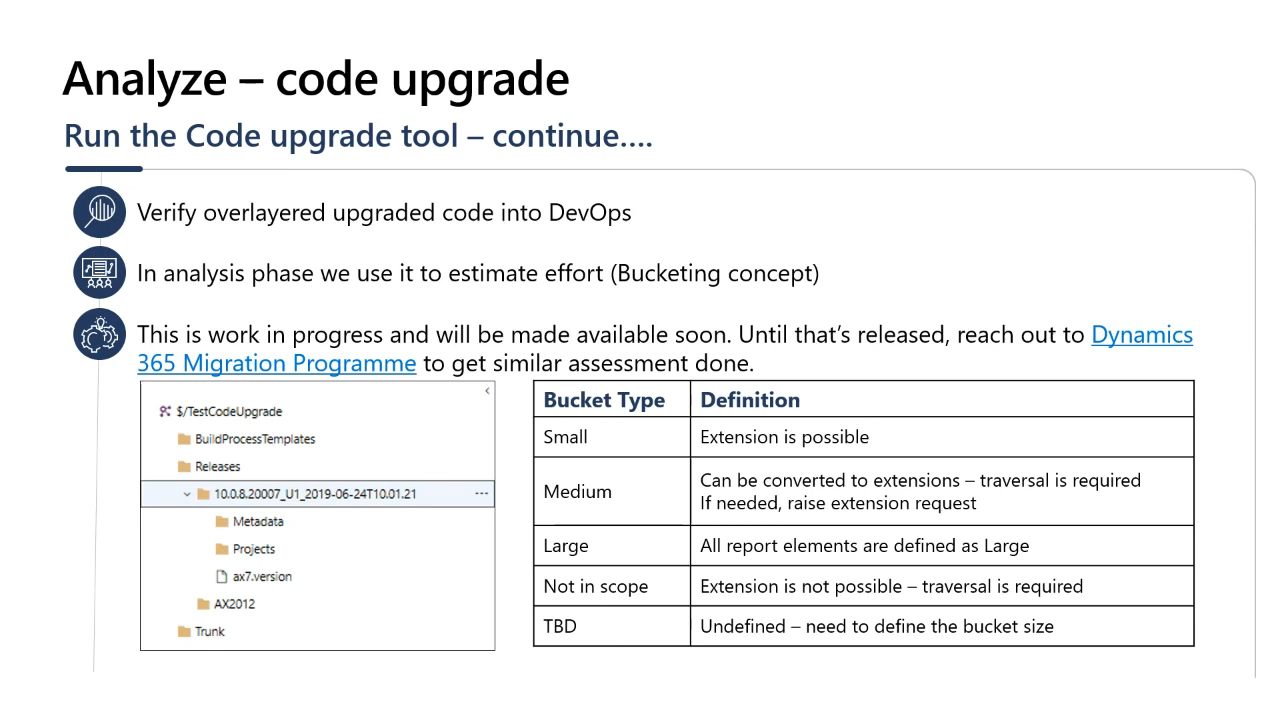 Analyze – code upgrade
Run the Code upgrade tool – continue....
Verify overlayered upgraded code into DevOps
In analysis phase we use it to estimate effort (Bucketing concept)
This is work in progress and will be made available soon. Until that’s released, reach out to Dynamics
365 Migration Programme to get similar assessment done.
$/TestCodeUpgrade
BuildProcessTemplates
Releases
10.0.8.20007_U1_2019-06-24T10.01.21 ...
Metadata
Projects
ax7.version
AX2012
Trunk
Bucket Type Definition
Small Extension is possible
Medium Can be converted to extensions – traversal is required
If needed, raise extension request
Large All report elements are defined as Large
Not in scope Extension is not possible – traversal is required
TBD Undefined – need to define the bucket size